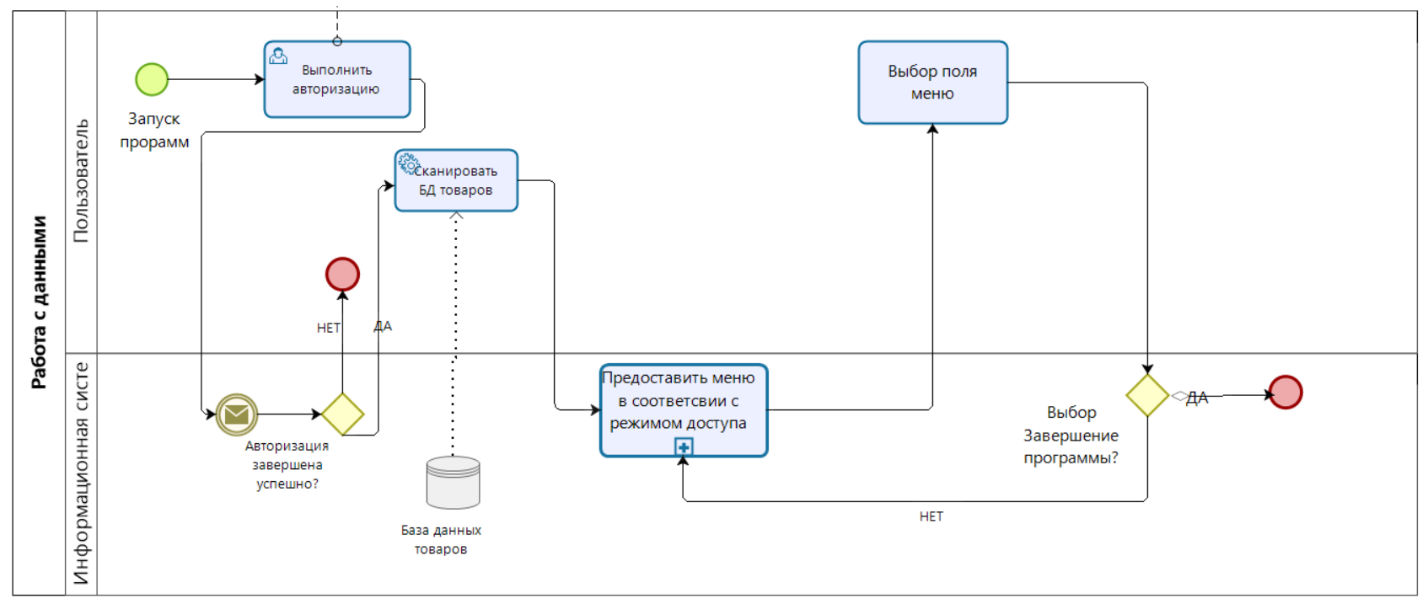 Работа с данными
Пользователь
Информационная систе
Запуск
прорамм
Выполнить
авторизацию
Сканировать
БД товаров
Выбор поля
меню
НЕТ
ДА
Авторизация
завершена
успешно?
База данных
товаров
Предоставить меню
в соответсвии с
режимом доступа
Выбор
Завершение
программы?
ДА
НЕТ